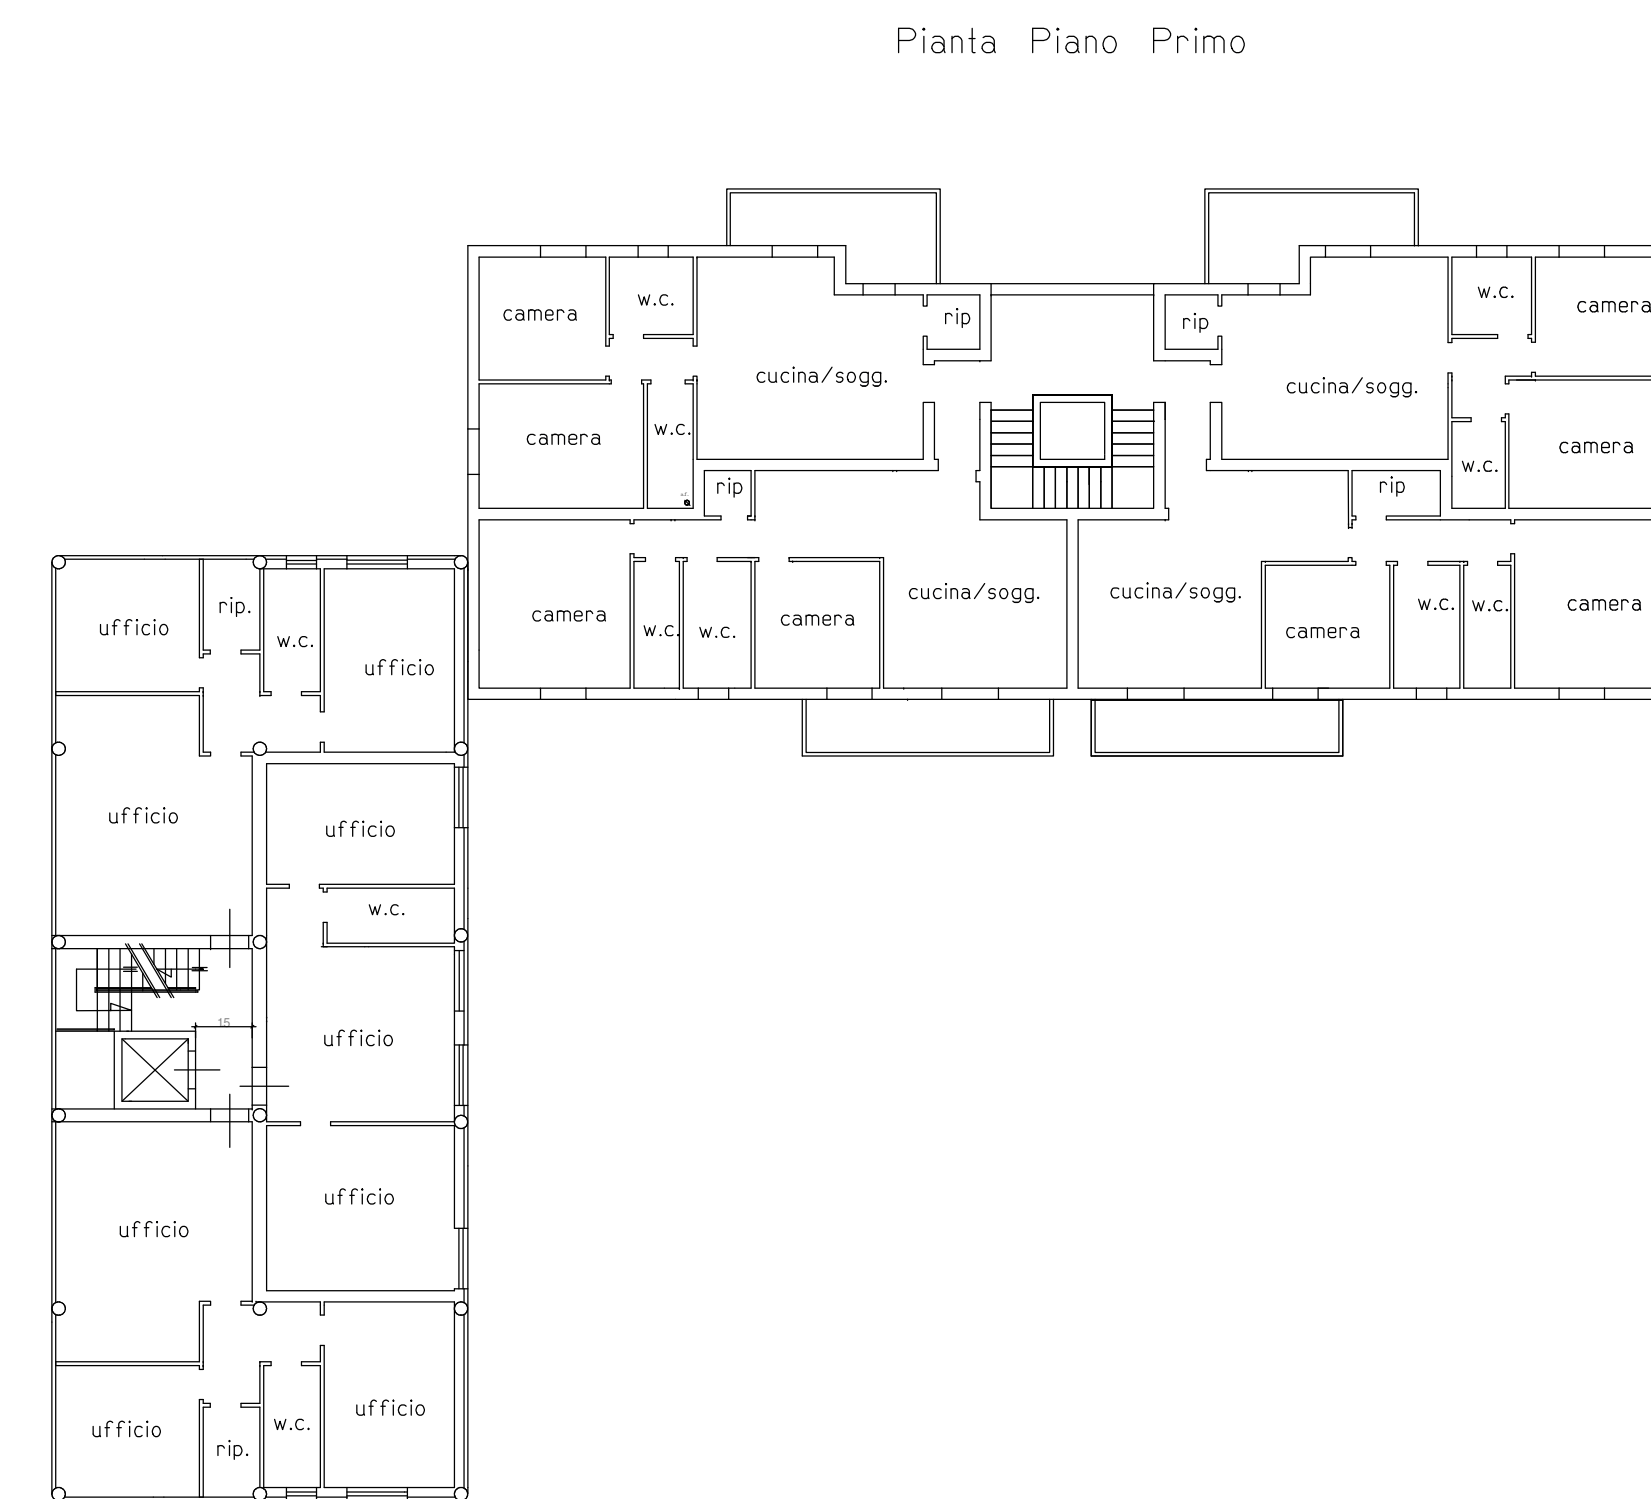 Pianta Piano Primo
w.c.
w.c.
camera
camera
rip
rip
cucina/sogg.
cucina/sogg.
w.c.
camera
camera
w.c.
rip
rip
ufficio
rip.
w.c.
ufficio
camera
w.c.
w.c.
camera
cucina/sogg.
cucina/sogg.
camera
w.c.
w.c.
camera
ufficio
ufficio
w.c.
15
ufficio
ufficio
ufficio
ufficio
rip.
w.c.
ufficio